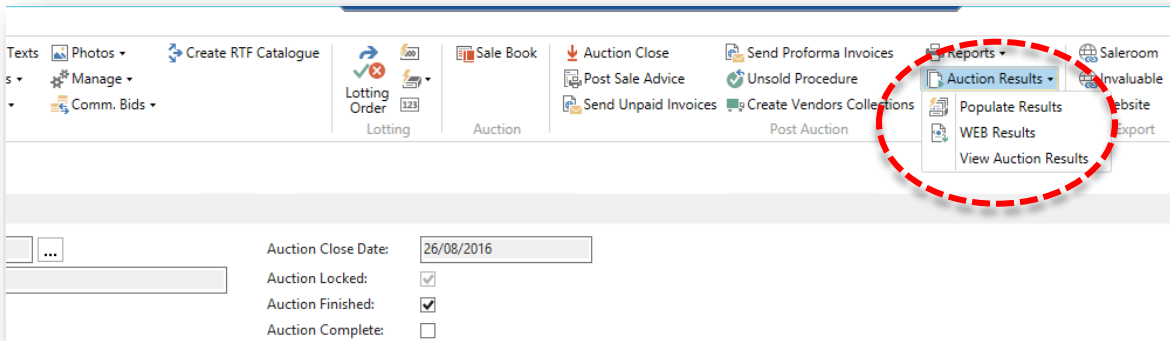 Texts Photos Create RTF Catalogue Sale Book Auction Close Send Proforma Invoices Reports Saleroom
s Manage Lotting Post Sale Advice Unsold Procedure Auction Results Invaluable
Comm. Bids Order 123 Send Unpaid Invoices Create Vendors Collections Populate Results ebsite
Lotting Auction Post Auction WEB Results Export
View Auction Results
... Auction Close Date: 26/08/2016
Auction Locked:
Auction Finished:
Auction Complete: